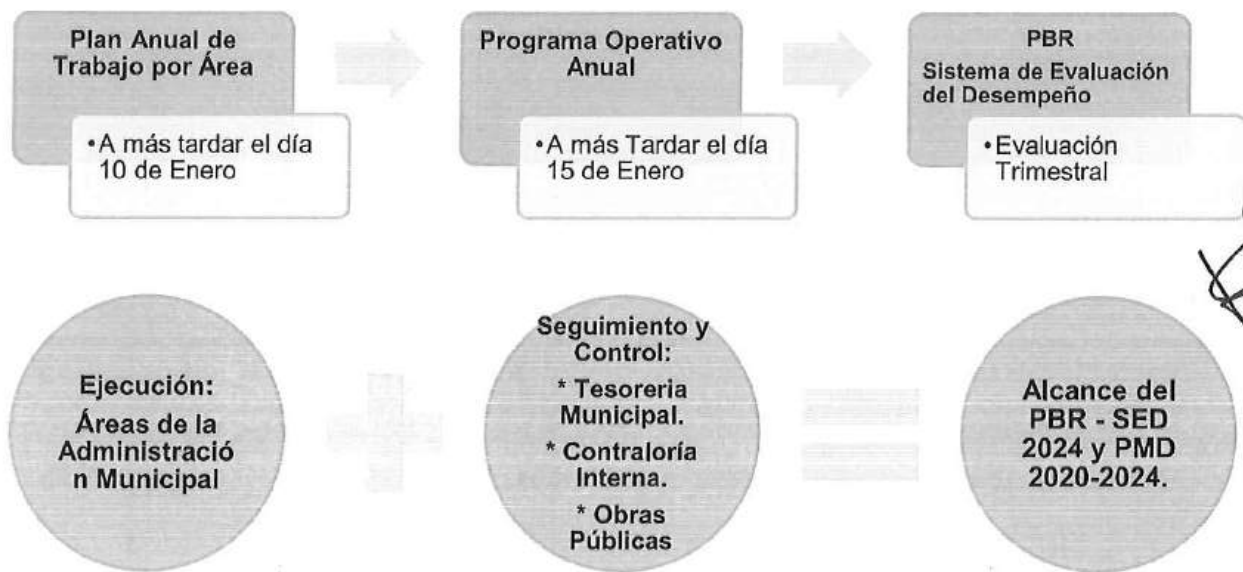 Plan Anual de
Trabajo por Área
•A más tardar el día
10 de Enero
Programa Operativo
Anual
•A más Tardar el día
15 de Enero
PBR
Sistema de Evaluación
del Desempeño
•Evaluación
Trimestral
Ejecución:
Áreas de la
Administració
n Municipal
Seguimiento y
Control:
* Tesoreria
Municipal.
* Contraloría
Interna.
* Obras
Públicas
Alcance del
PBR - SED
2024 y PMD
2020-2024.